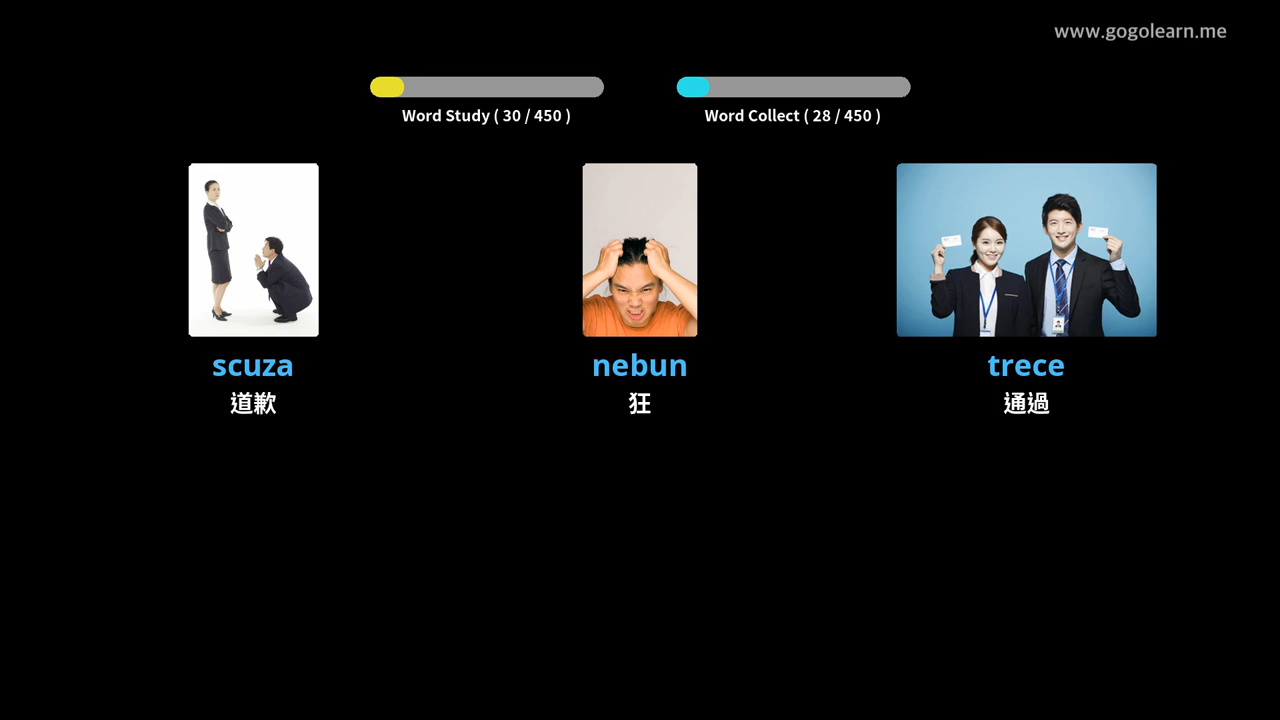 www.gogolearn.me
Word Study ( 30 / 450 )
Word Collect ( 28 / 450 )
scuza
nebun
trece
道歉
狂
通過